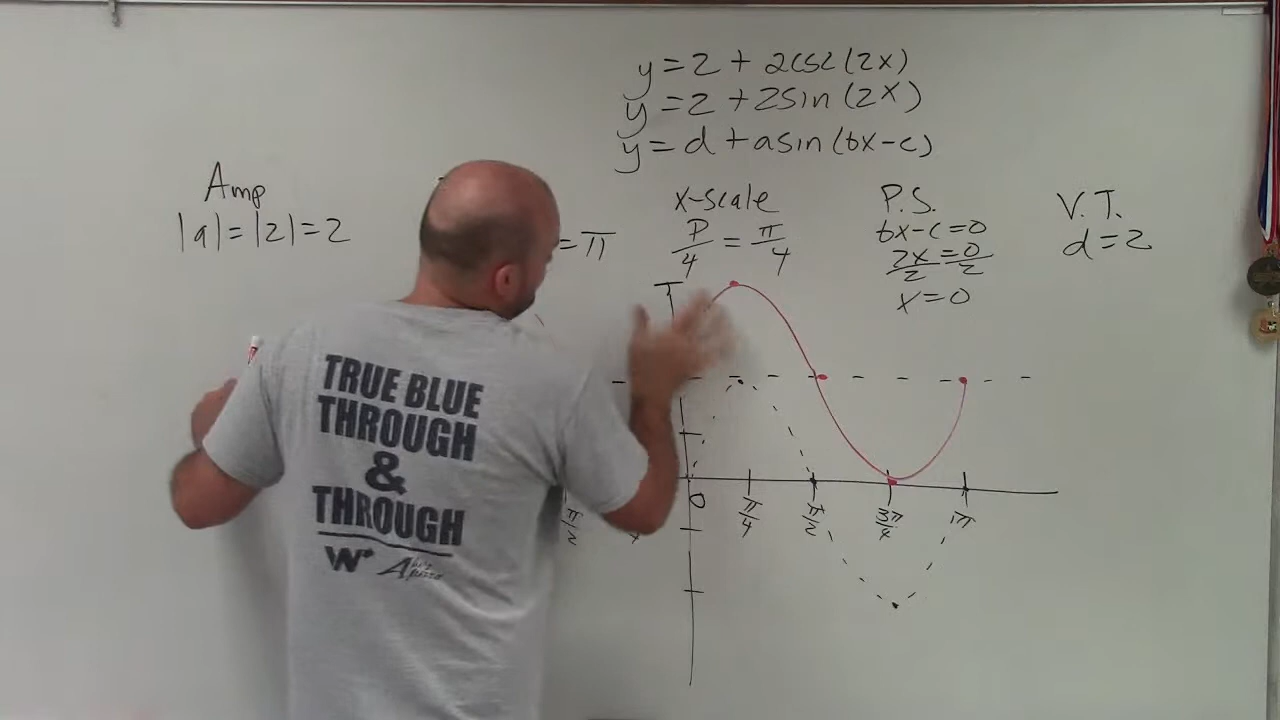 y = 2 + 2csc(2x)
y = 2 + 2sin(2x)
y = d + asin(bx-c)
Amp
|a| = |2| = 2
= π
x-scale
P/4 = π/4
P.S.
bx-c=0
2x/2 = 0/2
x=0
V.T.
d=2
0
π/4
π/2
3π/4
π
π/2
TRUE BLUE
THROUGH
&
THROUGH
W